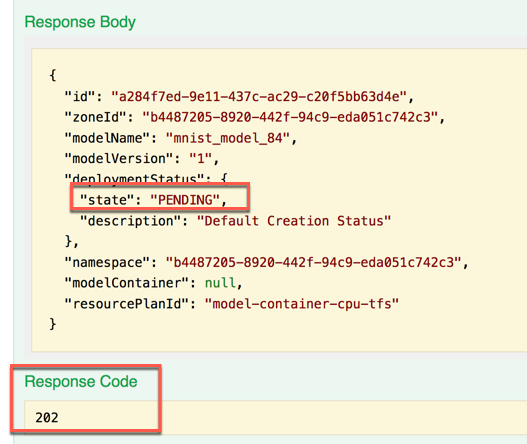 Response Body
{
"id": "a284f7ed-9e11-437c-ac29-c20f5bb63d4e",
"zoneId": "b4487205-8920-442f-94c9-eda051c742c3",
"modelName": "mnist_model_84",
"modelVersion": "1",
"deploymentStatus": {
"state": "PENDING",
"description": "Default Creation Status"
},
"namespace": "b4487205-8920-442f-94c9-eda051c742c3",
"modelContainer": null,
"resourcePlanId": "model-container-cpu-tfs"
}
Response Code
202